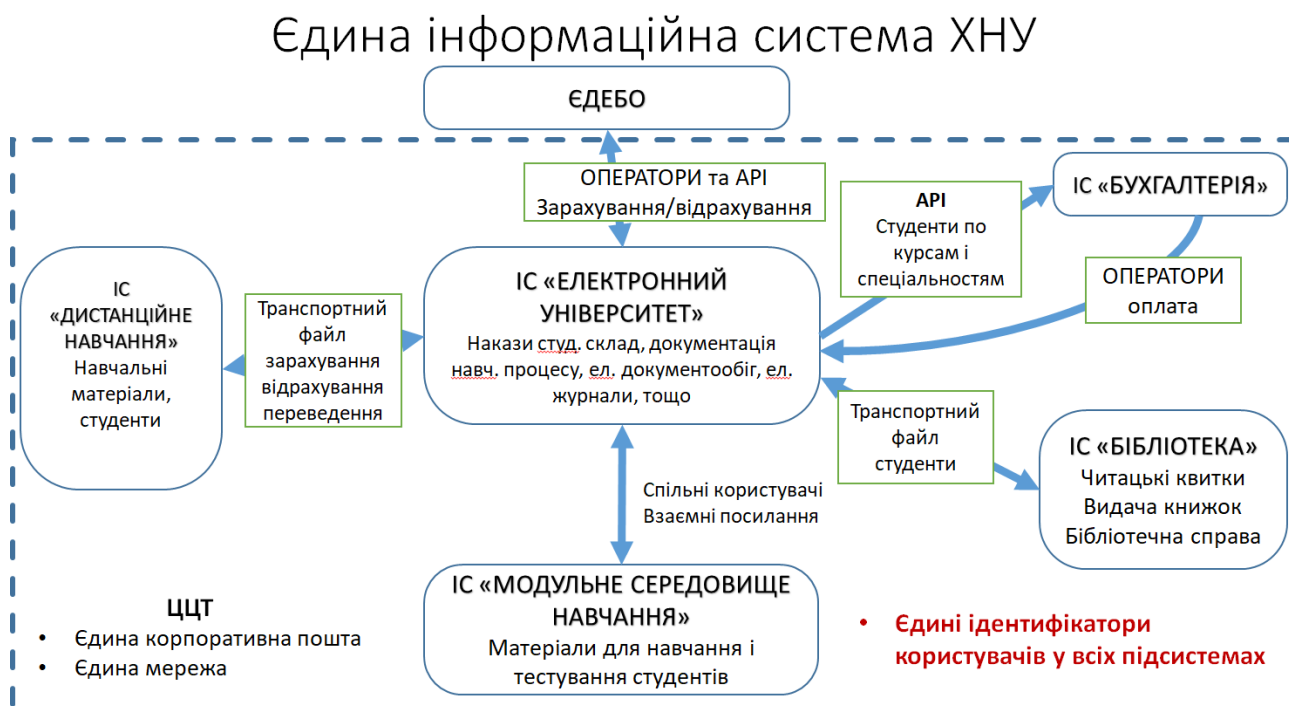 Єдина інформаційна система ХНУ
ЄДЕБО
ОПЕРАТОРИ та АРІ
Зарахування/відрахування
АРІ
Студенти по
курсам і
спеціальностям
ІС «БУХГАЛТЕРІЯ»
ОПЕРАТОРИ
оплата
ІС
«ДИСТАНЦІЙНЕ
НАВЧАННЯ»
Навчальні
матеріали,
студенти
Транспортний
файл
зарахування
відрахування
переведення
ІС «ЕЛЕКТРОННИЙ
УНІВЕРСИТЕТ»
Накази студ. склад, документація
навч. процесу, ел. документообіг, ел.
журнали, тощо
Транспортний
файл
студенти
ІС «БІБЛІОТЕКА»
Читацькі квитки
Видача книжок
Бібліотечна справа
Спільні користувачі
Взаємні посилання
ІС «МОДУЛЬНЕ СЕРЕДОВИЩЕ
НАВЧАННЯ»
Матеріали для навчання і
тестування студентів
ЦЦТ
• Єдина корпоративна пошта
• Єдина мережа
• Єдині ідентифікатори
користувачів у всіх підсистемах